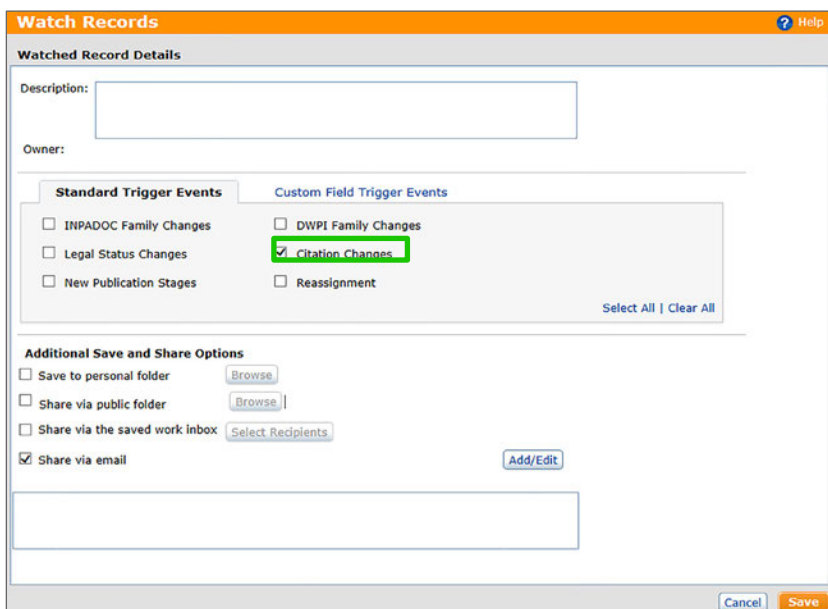 Watch Records
Help
Watched Record Details
Description:
Owner:
Standard Trigger Events Custom Field Trigger Events
INPADOC Family Changes DWPI Family Changes
Legal Status Changes Citation Changes
New Publication Stages Reassignment
Select All | Clear All
Additional Save and Share Options
Save to personal folder Browse
Share via public folder Browse
Share via the saved work inbox Select Recipients
Share via email Add/Edit
Cancel Save